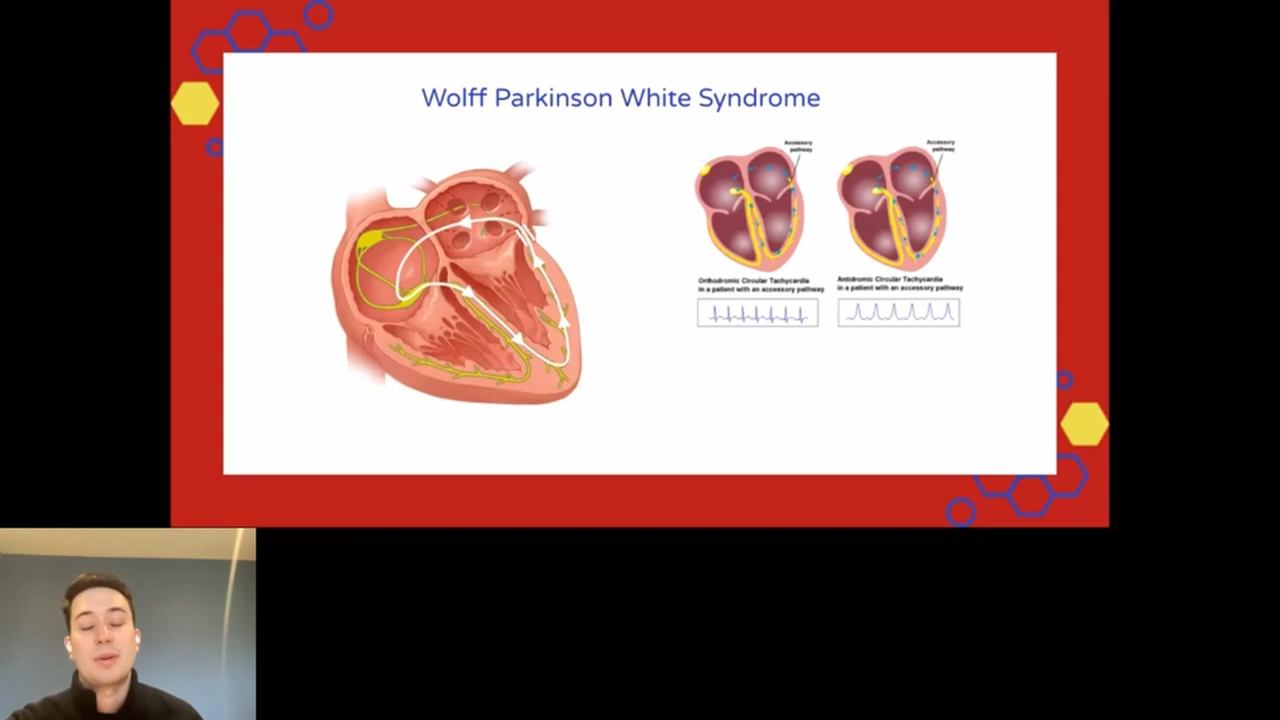 Wolff Parkinson White Syndrome
Accessory
pathway
Accessory
pathway
Orthodromic Circular Tachycardia
in a patient with an accessory pathway
Antidromic Circular Tachycardia
in a patient with an accessory pathway